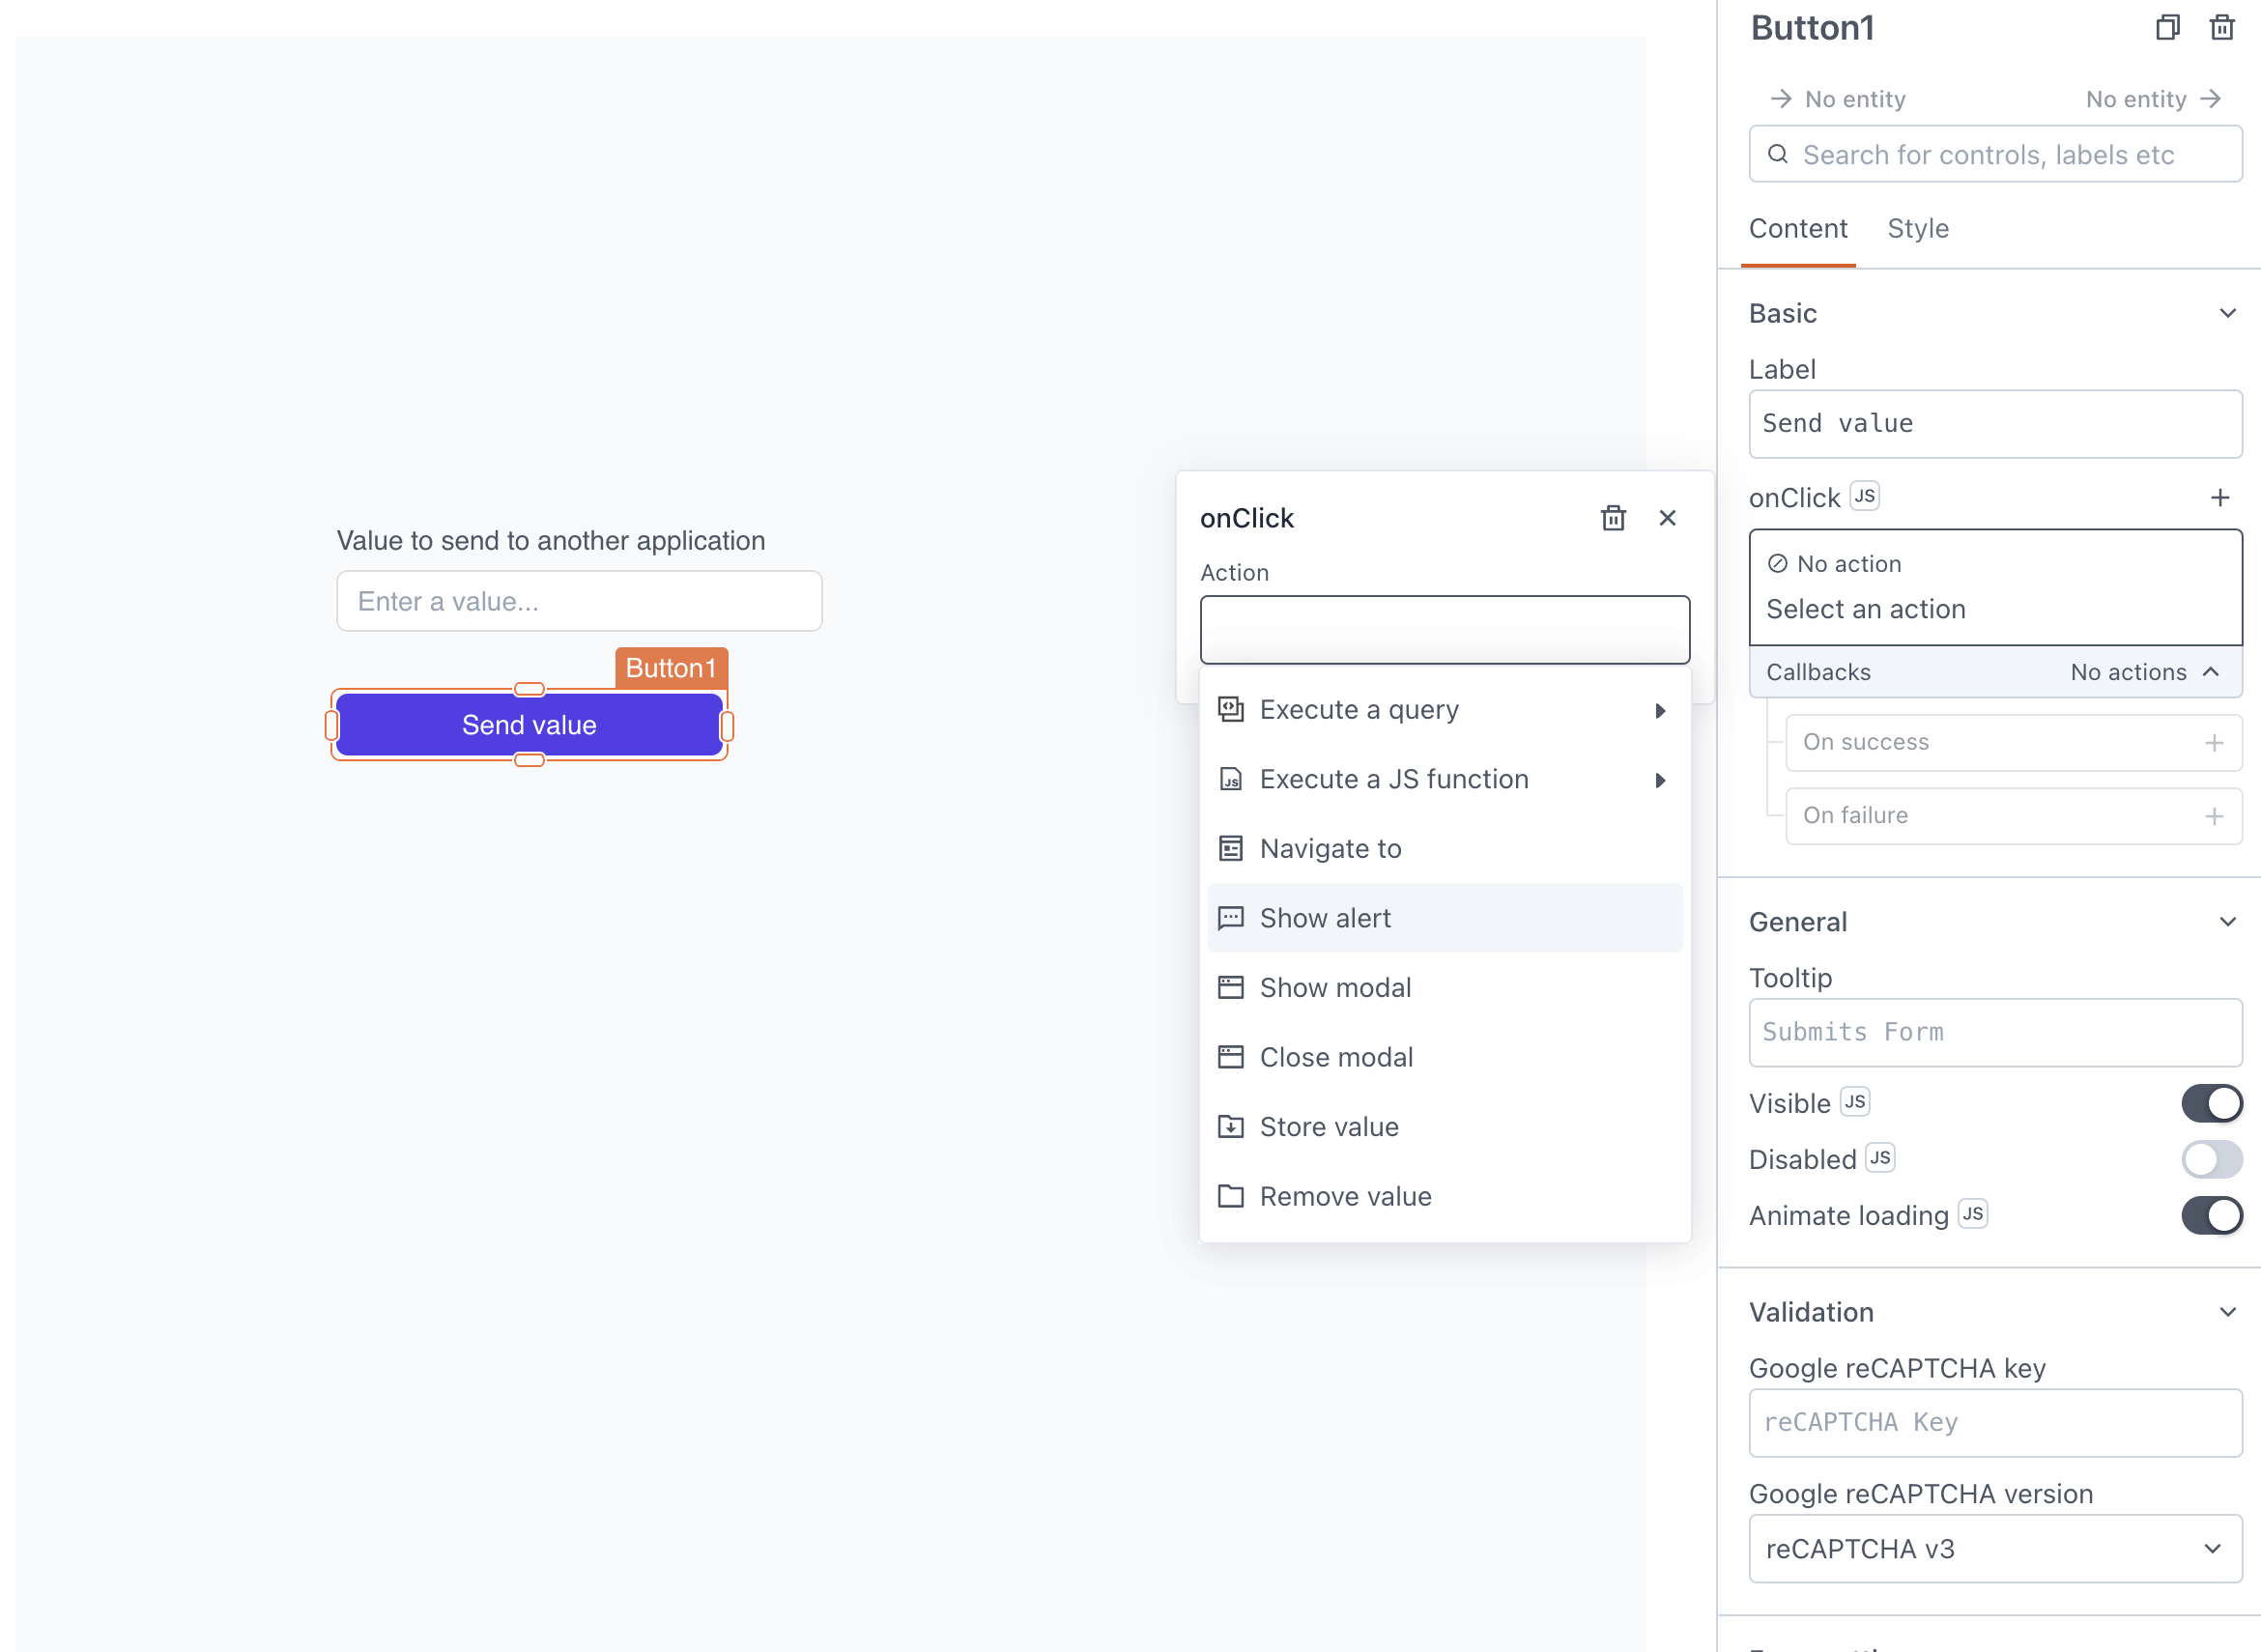 Value to send to another application
Enter a value...
Button1
Send value
onClick
Action
Execute a query
JS Execute a JS function
Navigate to
Show alert
Show modal
Close modal
Store value
Remove value
Button1
No entity No entity
Search for controls, labels etc
Content Style
Basic
Label
Send value
onClick JS
No action
Select an action
Callbacks No actions
On success
On failure
General
Tooltip
Submits Form
Visible JS
Disabled JS
Animate loading JS
Validation
Google reCAPTCHA key
reCAPTCHA Key
Google reCAPTCHA version
reCAPTCHA v3